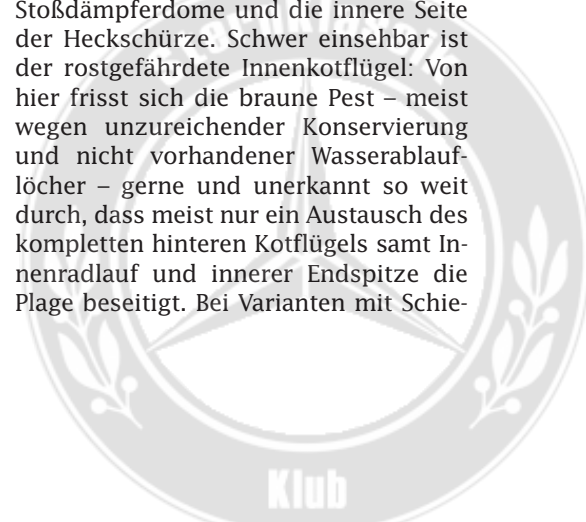 Stoßdämpferdome und die innere Seite
der Heckschürze. Schwer einsehbar ist
der rostgefährdete Innenkotflügel: Von
hier frisst sich die braune Pest – meist
wegen unzureichender Konservierung
und nicht vorhandener Wasserablauf-
löcher – gerne und unerkannt so weit
durch, dass meist nur ein Austausch des
kompletten hinteren Kotflügels samt In-
nenradlauf und innerer Endspitze die
Plage beseitigt. Bei Varianten mit Schie-
Klub